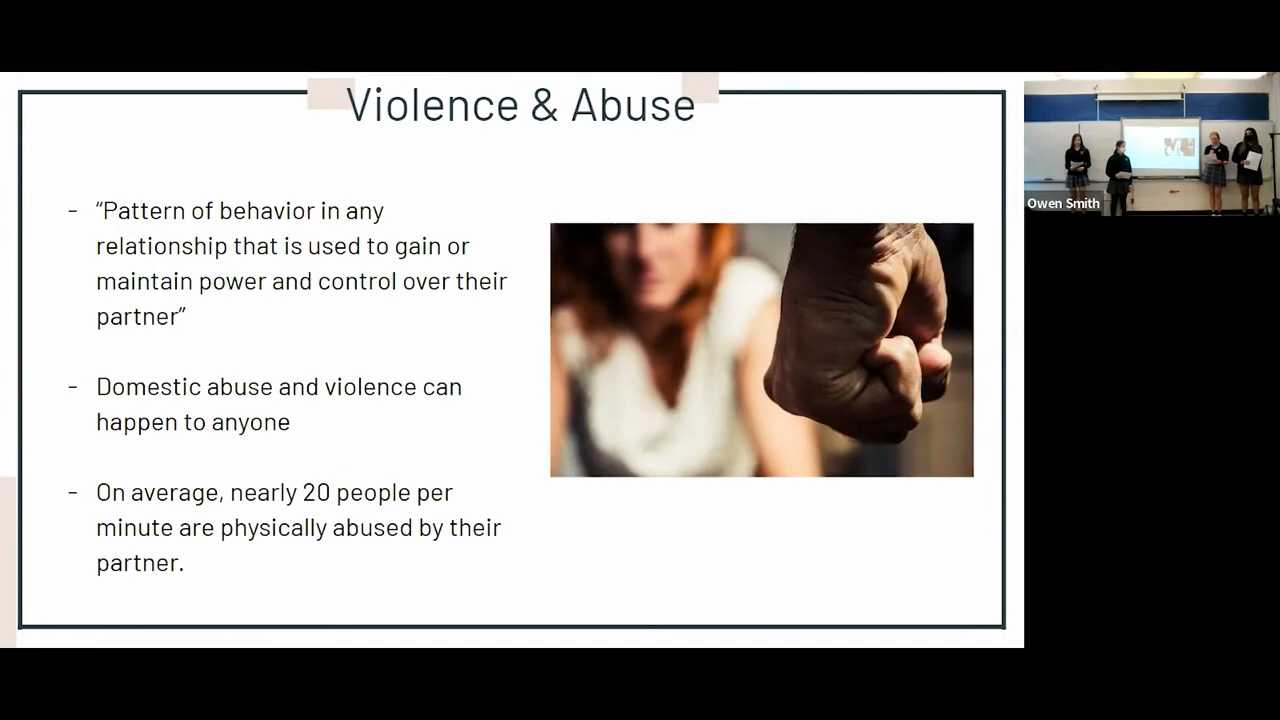 Violence & Abuse
- “Pattern of behavior in any
relationship that is used to gain or
maintain power and control over their
partner”
- Domestic abuse and violence can
happen to anyone
- On average, nearly 20 people per
minute are physically abused by their
partner.
Owen Smith